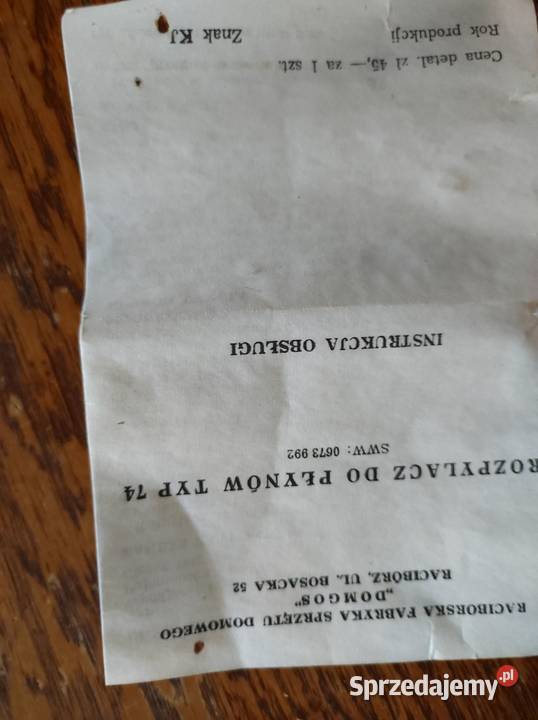 RACIBORSKA FABRYKA SPRZĘTU DOMOWEGO
„DOMGOS”
RACIBÓRZ, UL. BOSACKA 52
ROZPYLACZ DO PŁYNÓW TYP 74
SWW: 0673 992
INSTRUKCJA OBSŁUGI
Cena detal. zł 45,— za 1 szt.
Rok produkcji Znak KJ
Sprzedajemy.pl